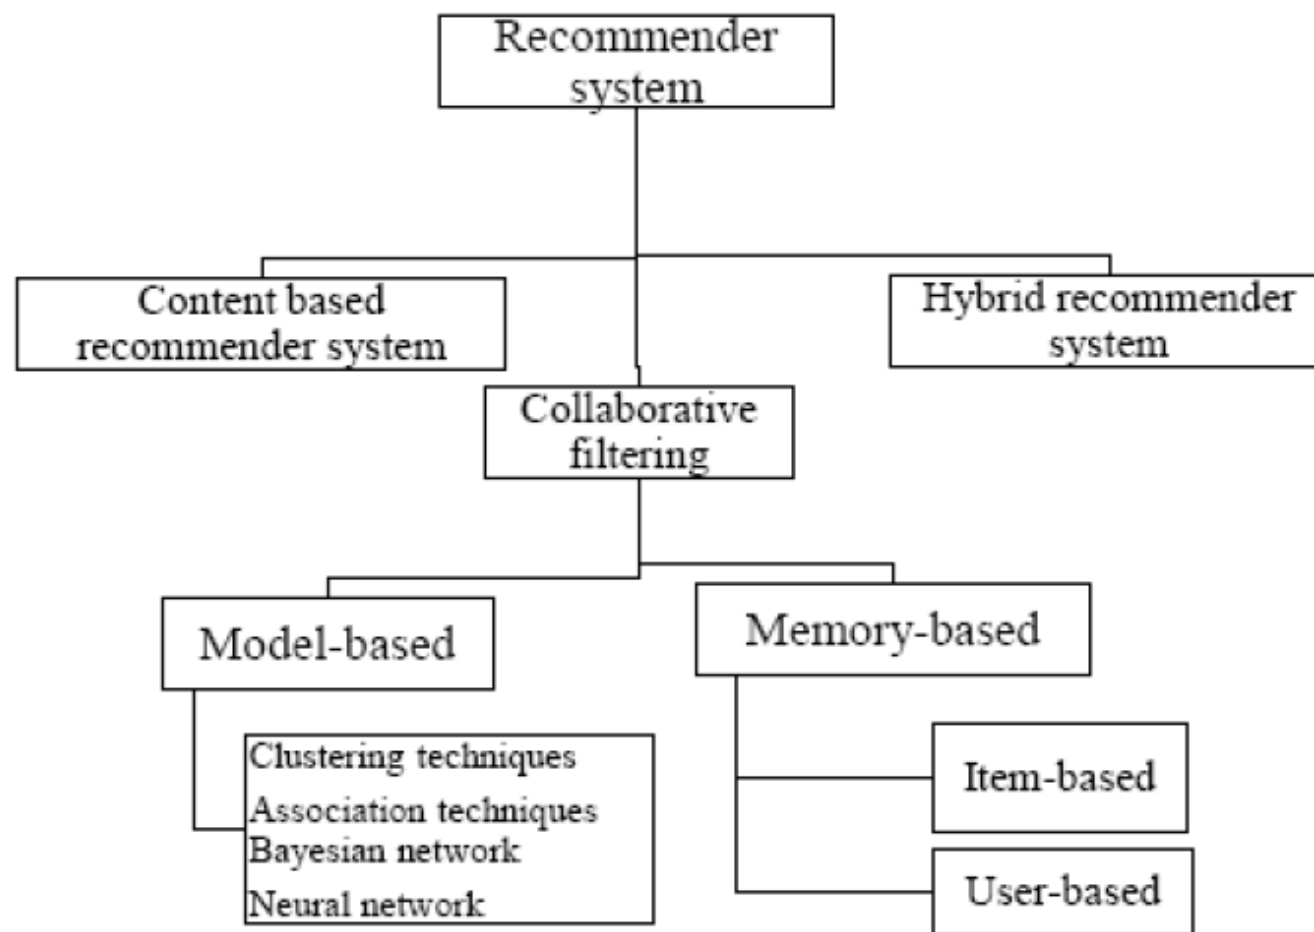 Recommender
system
Content based
recommender system
Hybrid recommender
system
Collaborative
filtering
Model-based
Memory-based
Clustering techniques
Association techniques
Bayesian network
Neural network
Item-based
User-based